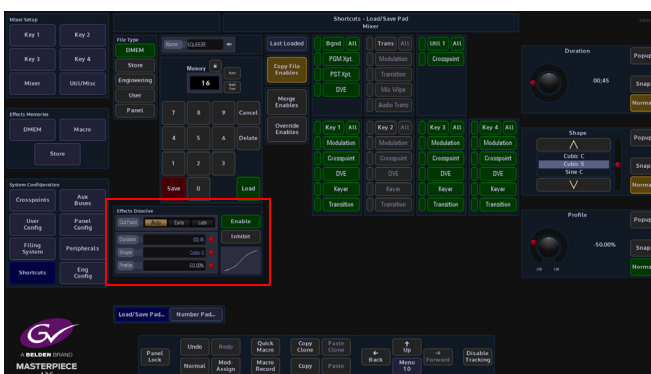 Mixer Setup
Key 1 Key 2
Key 3 Key 4
Mixer Util/Misc
Effects Memories
DMEM Macro
Store
System Configuration
Crosspoints Aux Buses
User Config Panel Config
Filing System Peripherals
Shortcuts Eng Config
A BELDEN BRAND
MASTERPIECE
Shortcuts - Load/Save Pad
Mixer
File Type
DMEM
Store
Engineering
User
Panel
Name SQUEEZE
Memory
16
7 8 9 Cancel
4 5 6 Delete
1 2 3
Save 0 Load
Last Loaded
Copy File Enables
Merge Enables
Override Enables
Bgnd All Trans All Util 1 All
PGM Xpt. Modulation Crosspoint
PST Xpt. Transition
DVE Mix Wipe
Audio Trans
Key 1 All Key 2 All Key 3 All Key 4 All
Modulation Modulation Modulation Modulation
Crosspoint Crosspoint Crosspoint Crosspoint
DVE DVE DVE DVE
Keyer Keyer Keyer Keyer
Transition Transition Transition Transition
Effects Dissolve
Cut Point Auto Early Late Enable
Duration 00:45 Inhibit
Shape Cubic S
Profile -50.00%
Duration
00:45
Popup
Snap
Norma
Shape
Cubic C
Cubic S
Sine C
Popup
Snap
Norma
Profile
-50.00%
Popup
Snap
Norma
Load/Save Pad... Number Pad...
Panel Lock
Undo Redo Quick Macro Copy Clone Paste Clone
Normal Mod-Assign Macro Record Copy Paste
Back Up Forward Disable Tracking
Menu 10